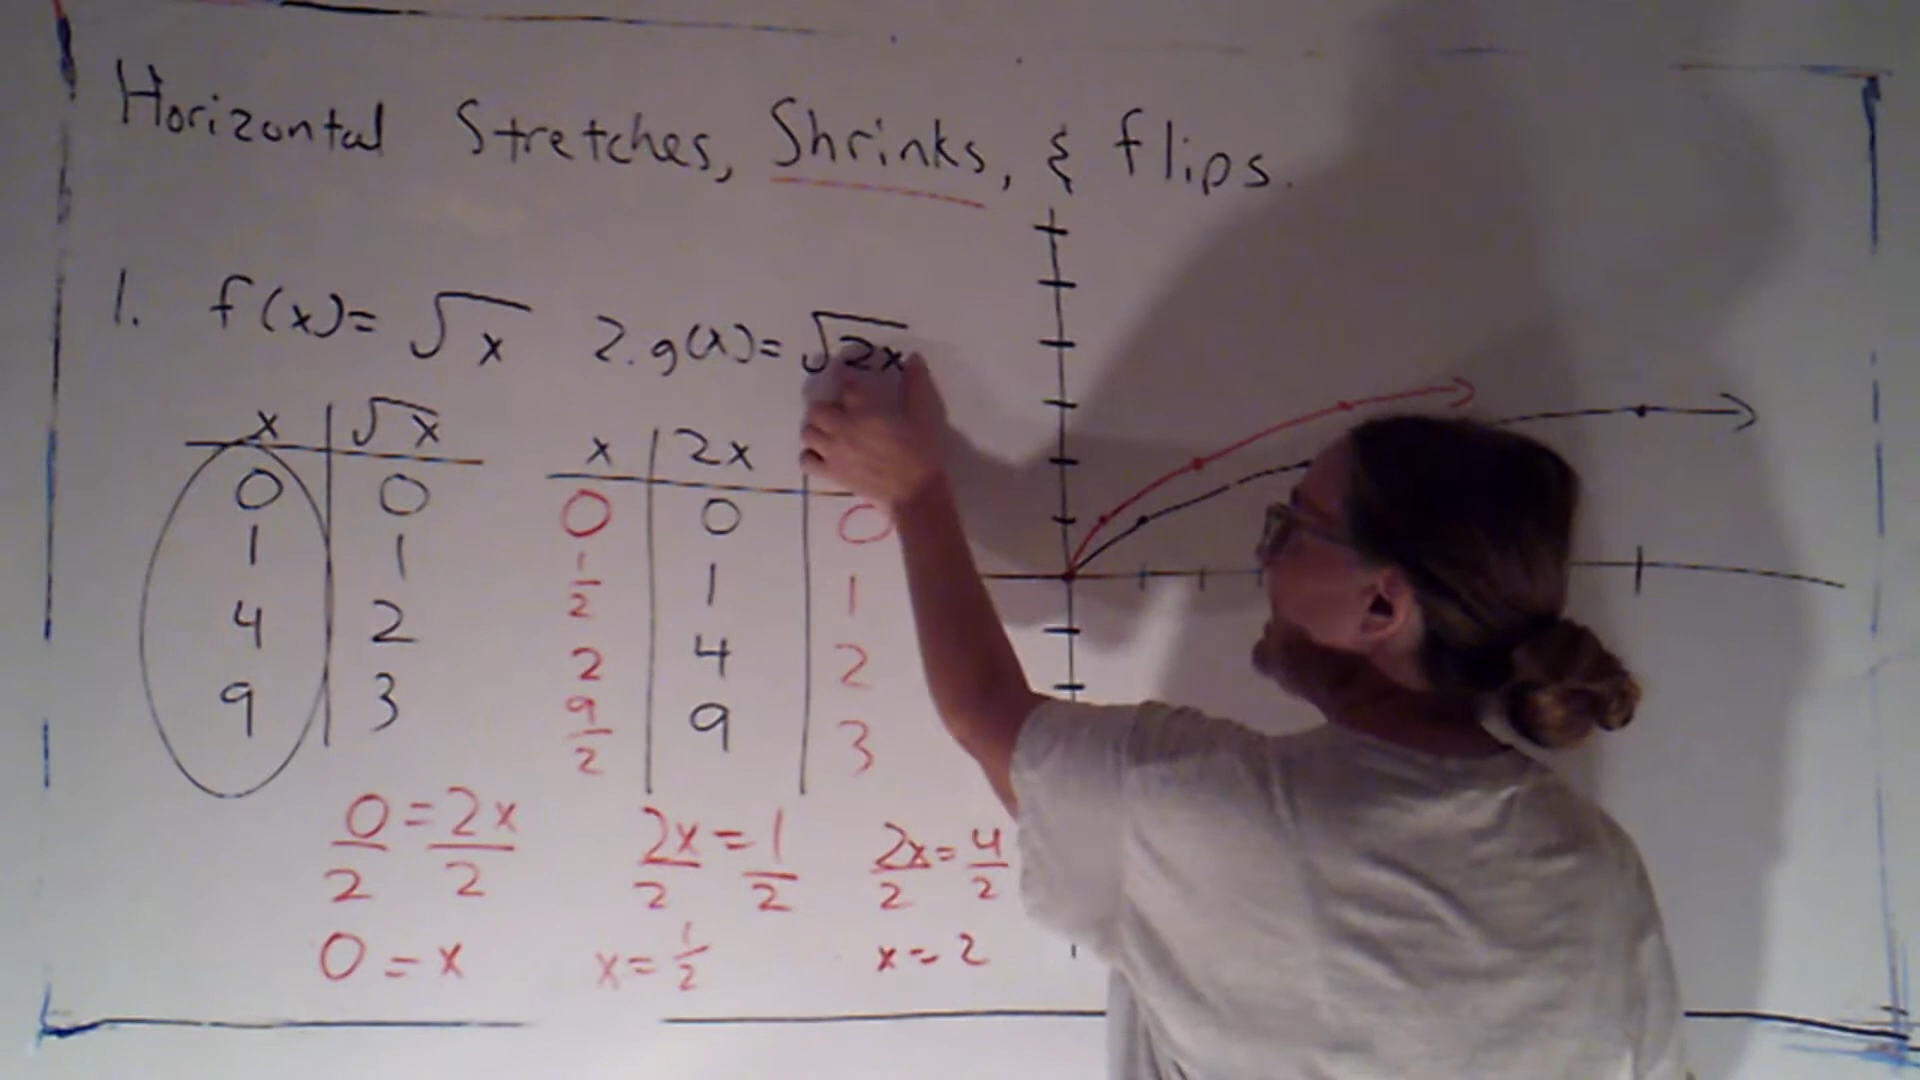 Horizontal Stretches, Shrinks, & flips.
1. f(x)= √x 2. g(x)= √2x
x √x
0 0
1 1
4 2
9 3
x 2x
0 0 0
1/2 1 1
2 4 2
9/2 9 3
0/2 = 2x/2 2x/2 = 1/2 2x/2 = 4/2
0 = x x = 1/2 x = 2